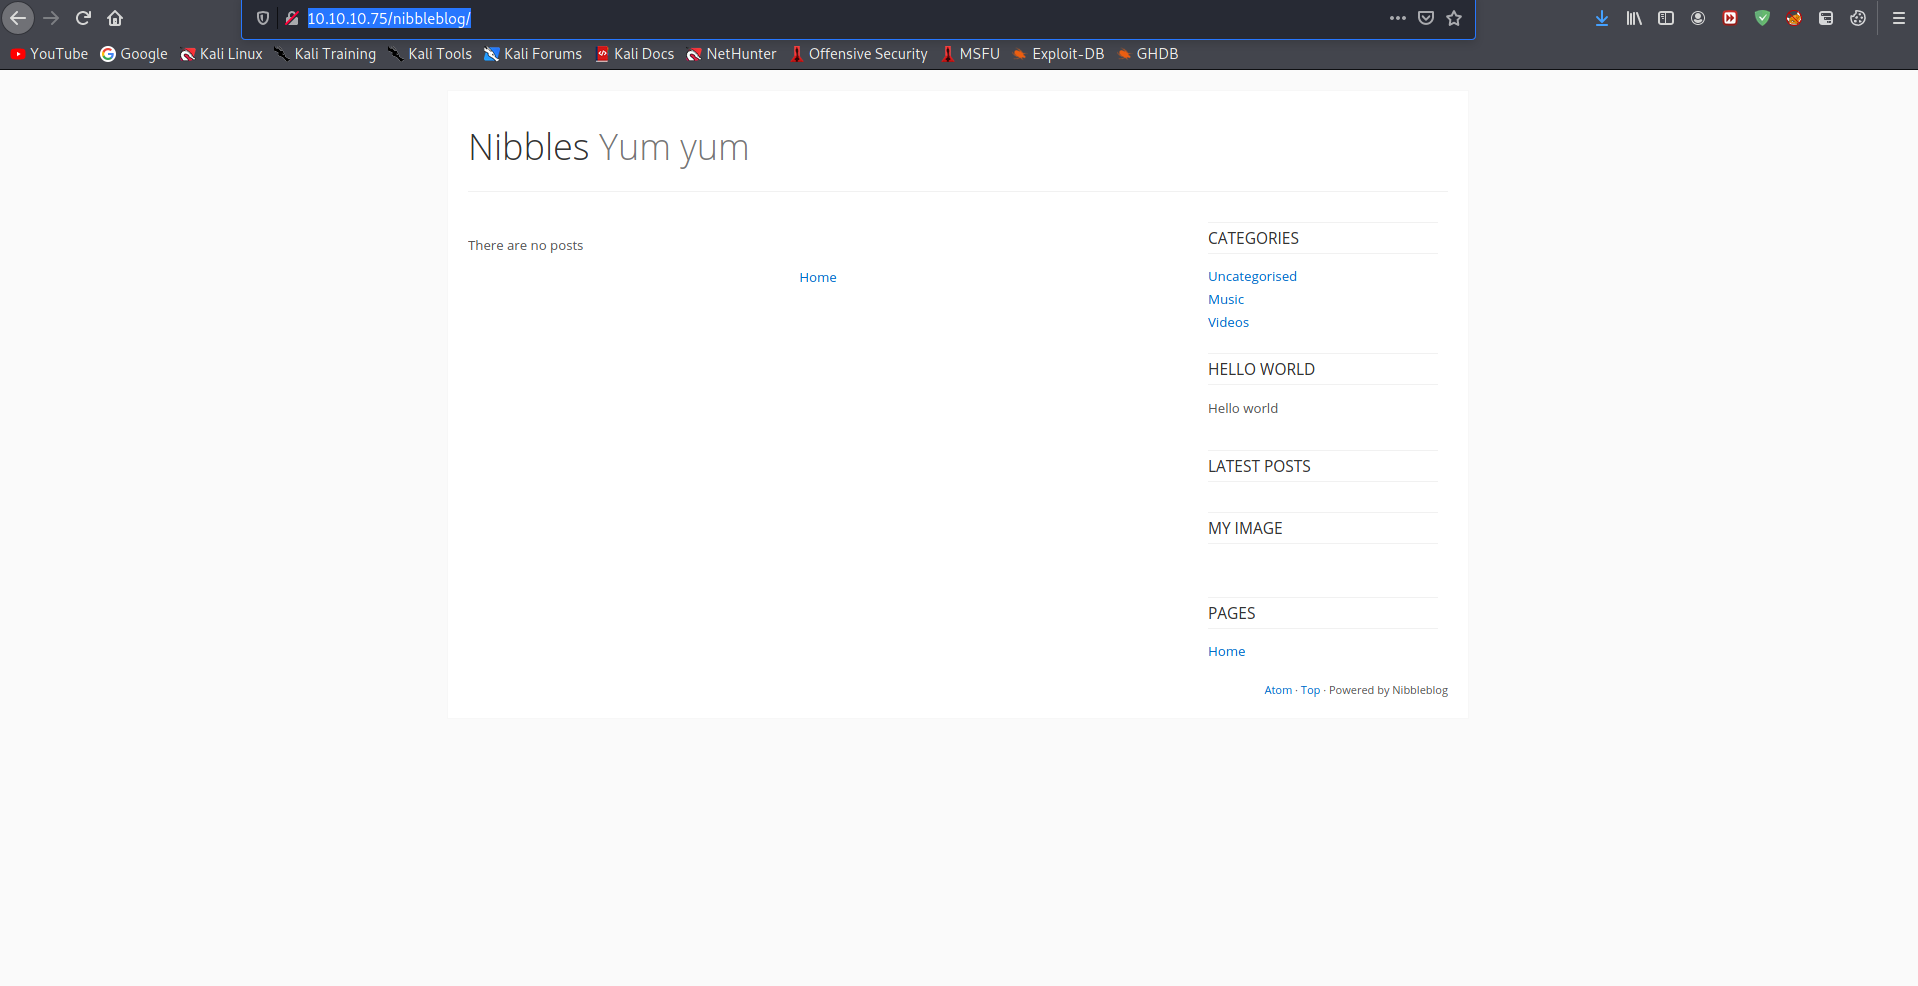 10.10.10.75/nibbleblog/
YouTube Google Kali Linux Kali Training Kali Tools Kali Forums Kali Docs NetHunter Offensive Security MSFU Exploit-DB GHDB
Nibbles Yum yum
There are no posts
Home
CATEGORIES
Uncategorised
Music
Videos
HELLO WORLD
Hello world
LATEST POSTS
MY IMAGE
PAGES
Home
Atom · Top · Powered by Nibbleblog